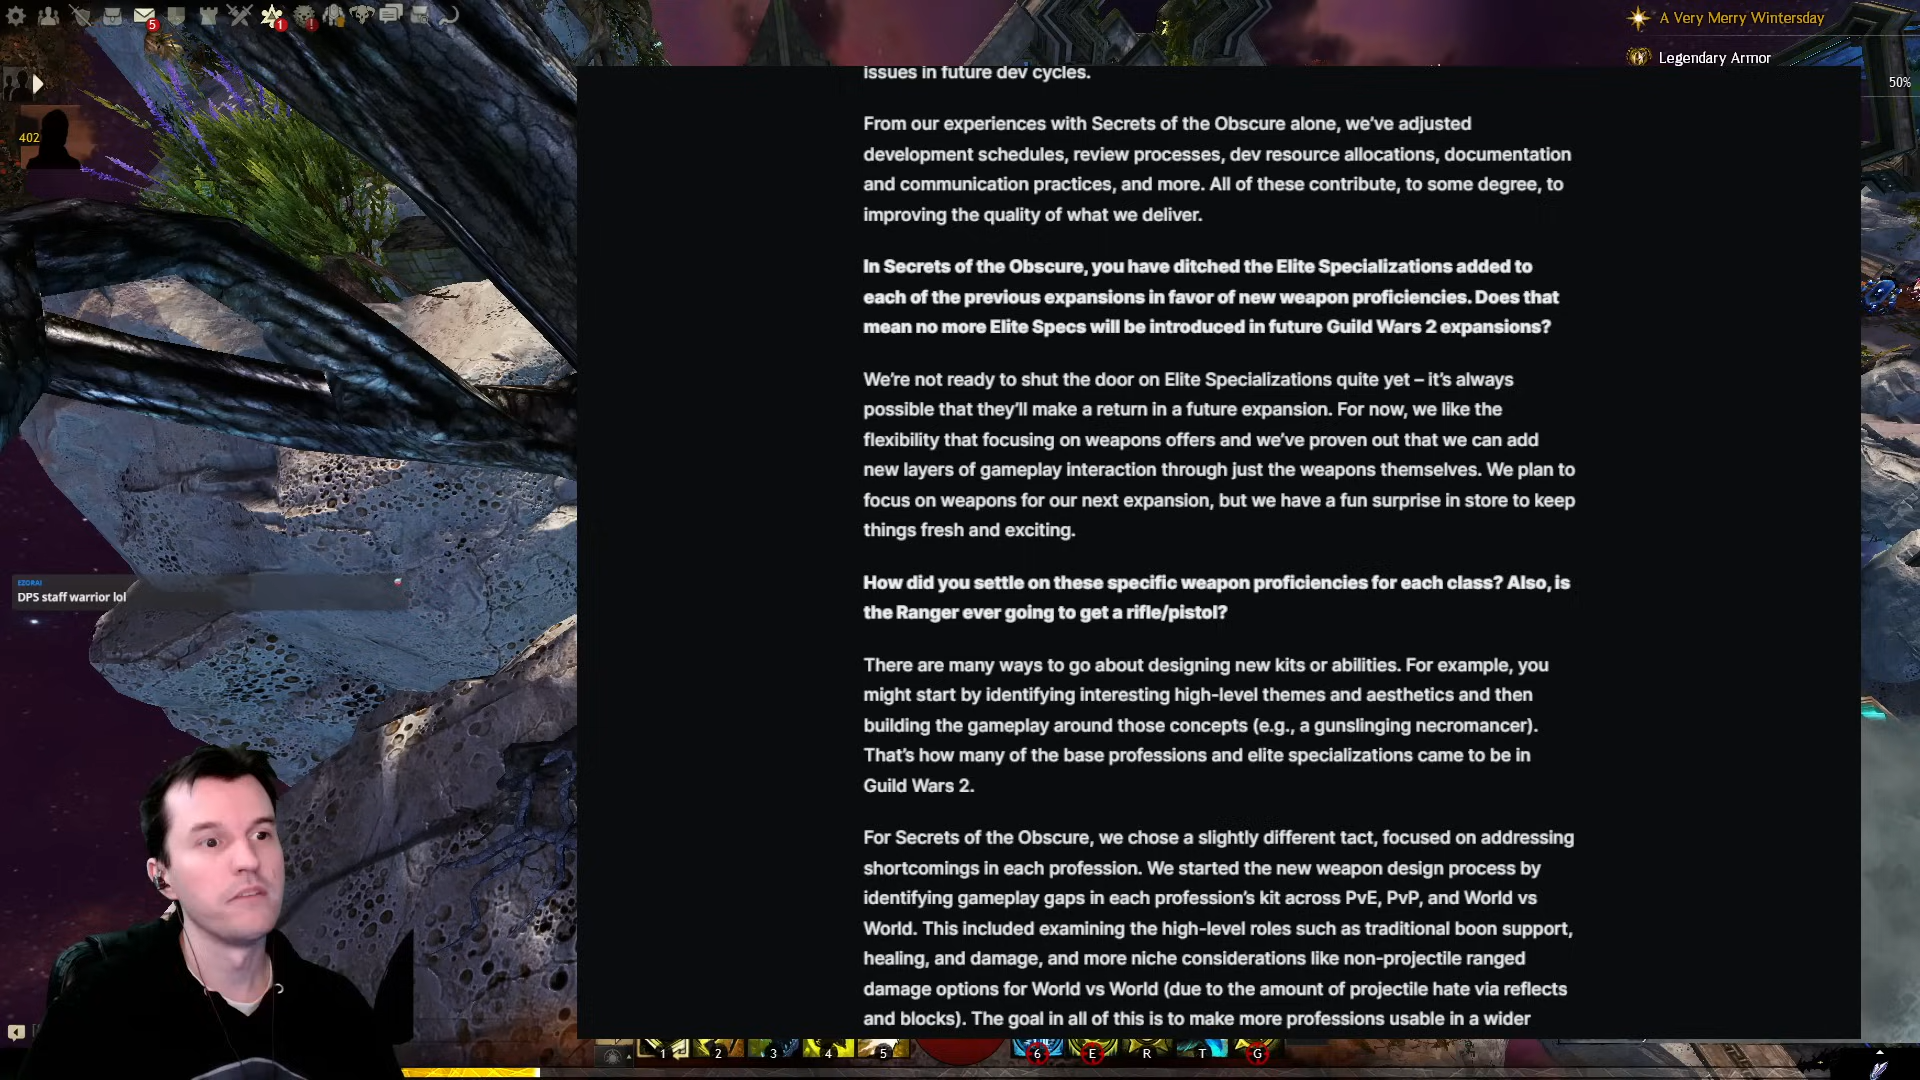 5
1
A Very Merry Wintersday
Legendary Armor
50%
402
issues in future dev cycles.
From our experiences with Secrets of the Obscure alone, we've adjusted
development schedules, review processes, dev resource allocations, documentation
and communication practices, and more. All of these contribute, to some degree, to
improving the quality of what we deliver.
In Secrets of the Obscure, you have ditched the Elite Specializations added to
each of the previous expansions in favor of new weapon proficiencies. Does that
mean no more Elite Specs will be introduced in future Guild Wars 2 expansions?
We're not ready to shut the door on Elite Specializations quite yet – it's always
possible that they'll make a return in a future expansion. For now, we like the
flexibility that focusing on weapons offers and we've proven out that we can add
new layers of gameplay interaction through just the weapons themselves. We plan to
focus on weapons for our next expansion, but we have a fun surprise in store to keep
things fresh and exciting.
EZORAI
DPS staff warrior lol
How did you settle on these specific weapon proficiencies for each class? Also, is
the Ranger ever going to get a rifle/pistol?
There are many ways to go about designing new kits or abilities. For example, you
might start by identifying interesting high-level themes and aesthetics and then
building the gameplay around those concepts (e.g., a gunslinging necromancer).
That's how many of the base professions and elite specializations came to be in
Guild Wars 2.
For Secrets of the Obscure, we chose a slightly different tact, focused on addressing
shortcomings in each profession. We started the new weapon design process by
identifying gameplay gaps in each profession's kit across PvE, PvP, and World vs
World. This included examining the high-level roles such as traditional boon support,
healing, and damage, and more niche considerations like non-projectile ranged
damage options for World vs World (due to the amount of projectile hate via reflects
and blocks). The goal in all of this is to make more professions usable in a wider
1 2 3 4 5 6 E R T G